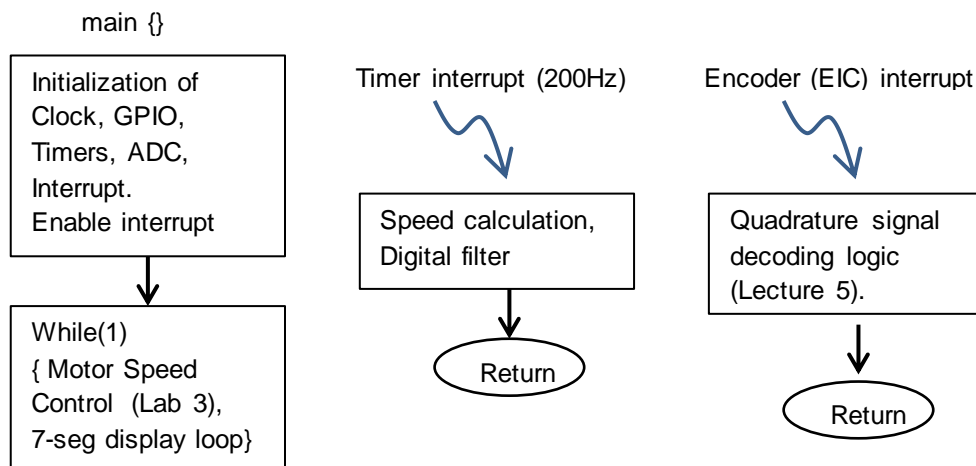 main {}
Initialization of
Clock, GPIO,
Timers, ADC,
Interrupt.
Enable interrupt
While(1)
{ Motor Speed
Control (Lab 3),
7-seg display loop}
Timer interrupt (200Hz)
Speed calculation,
Digital filter
Return
Encoder (EIC) interrupt
Quadrature signal
decoding logic
(Lecture 5).
Return